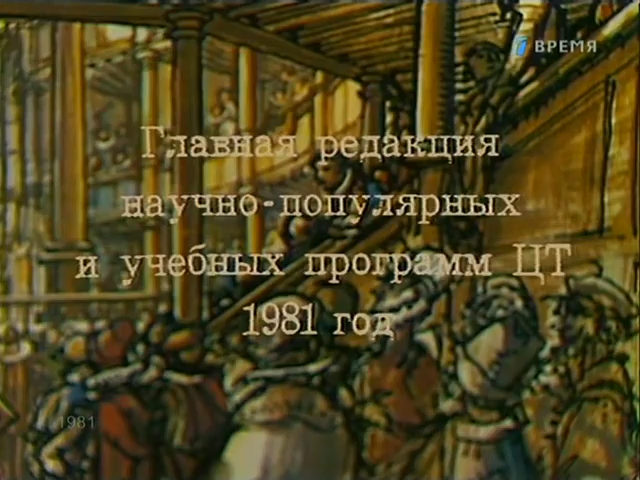 ВРЕМЯ
Главная редакция
научно-популярных
и учебных программ ЦТ
1981 год
1981